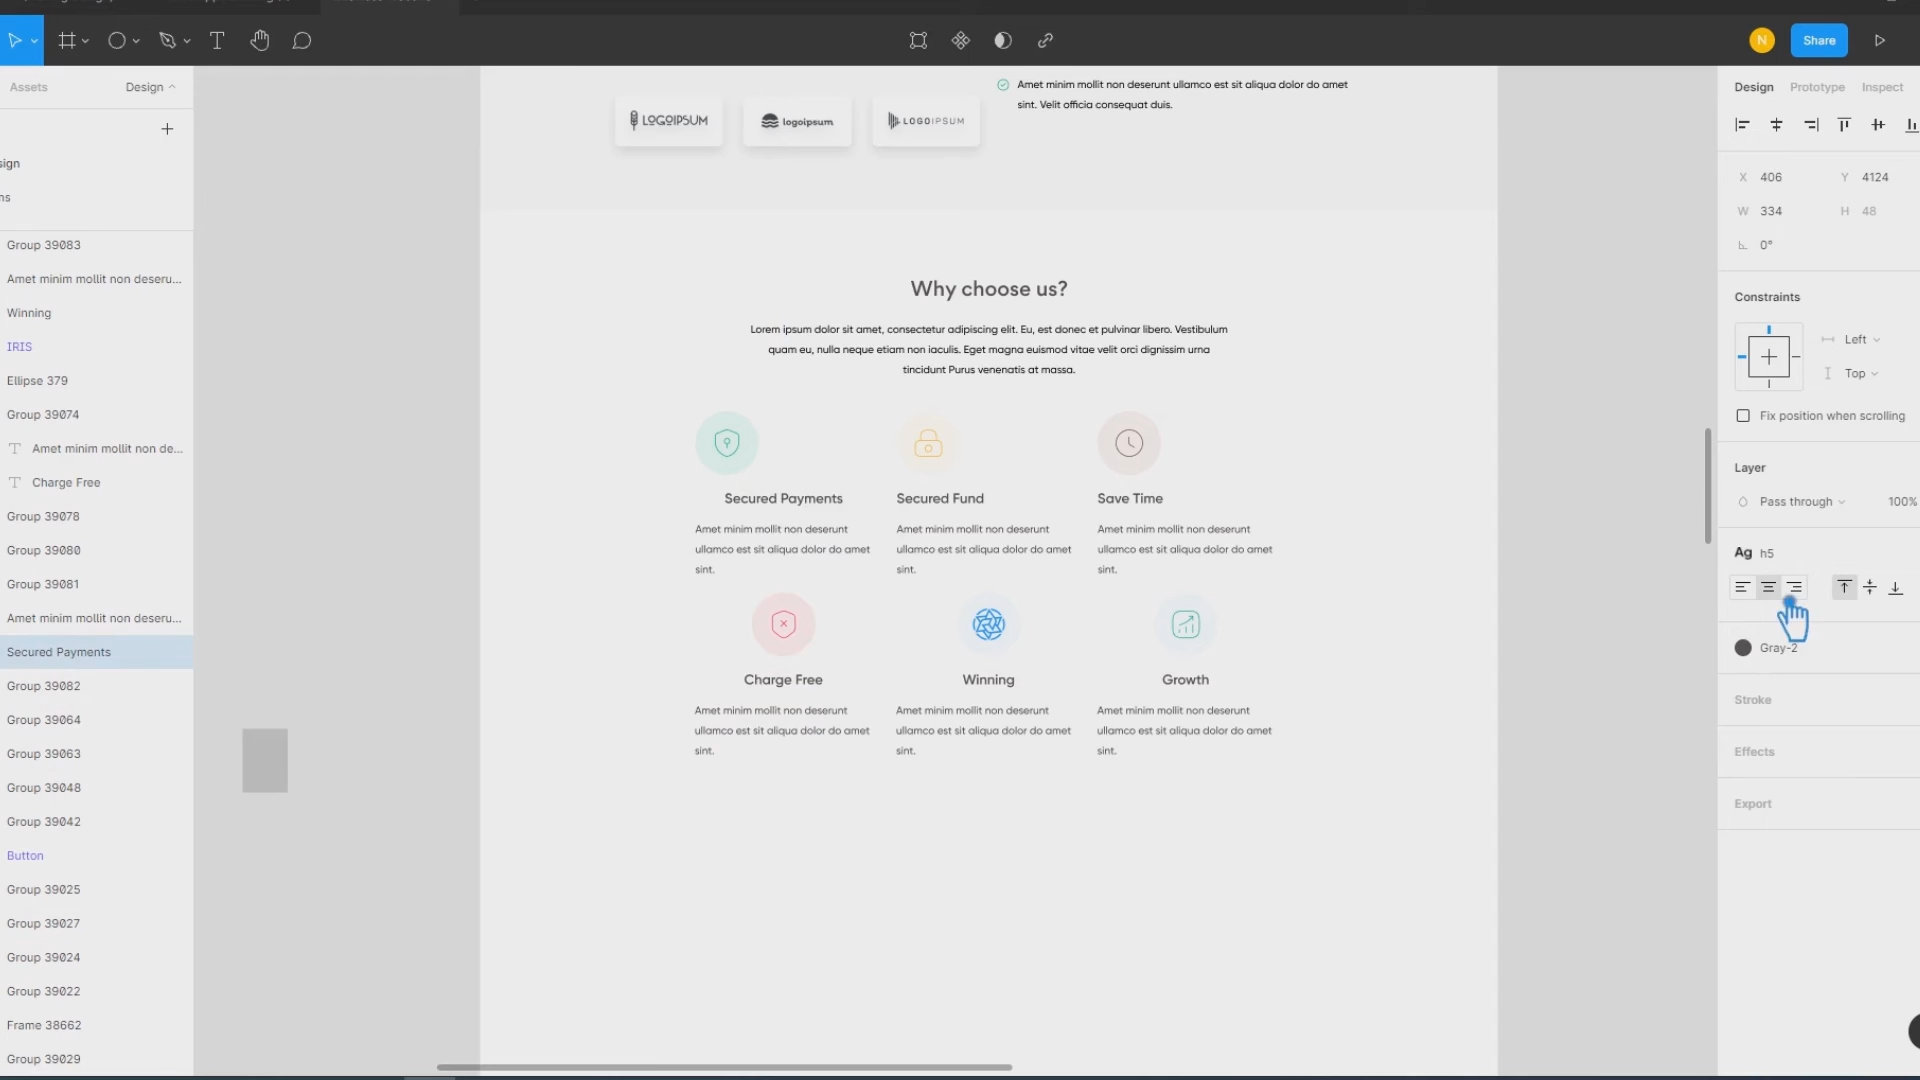 N
Share
Assets
Design
sign
ns
Group 39083
Amet minim mollit non deseru...
Winning
IRIS
Ellipse 379
Group 39074
Amet minim mollit non de...
Charge Free
Group 39078
Group 39080
Group 39081
Amet minim mollit non deseru...
Secured Payments
Group 39082
Group 39064
Group 39063
Group 39048
Group 39042
Button
Group 39025
Group 39027
Group 39024
Group 39022
Frame 38662
Group 39029
Amet minim mollit non deserunt ullamco est sit aliqua dolor do amet
sint. Velit officia consequat duis.
LOGOIPSUM
logoipsum
LOGOIPSUM
Why choose us?
Lorem ipsum dolor sit amet, consectetur adipiscing elit. Eu, est donec et pulvinar libero. Vestibulum
quam eu, nulla neque etiam non iaculis. Eget magna euismod vitae velit orci dignissim urna
tincidunt Purus venenatis at massa.
Secured Payments
Amet minim mollit non deserunt
ullamco est sit aliqua dolor do amet
sint.
Secured Fund
Amet minim mollit non deserunt
ullamco est sit aliqua dolor do amet
sint.
Save Time
Amet minim mollit non deserunt
ullamco est sit aliqua dolor do amet
sint.
Charge Free
Amet minim mollit non deserunt
ullamco est sit aliqua dolor do amet
sint.
Winning
Amet minim mollit non deserunt
ullamco est sit aliqua dolor do amet
sint.
Growth
Amet minim mollit non deserunt
ullamco est sit aliqua dolor do amet
sint.
Design Prototype Inspect
X 406 Y 4124
W 334 H 48
0°
Constraints
Left
Top
Fix position when scrolling
Layer
Pass through 100%
Ag h5
Gray-2
Stroke
Effects
Export